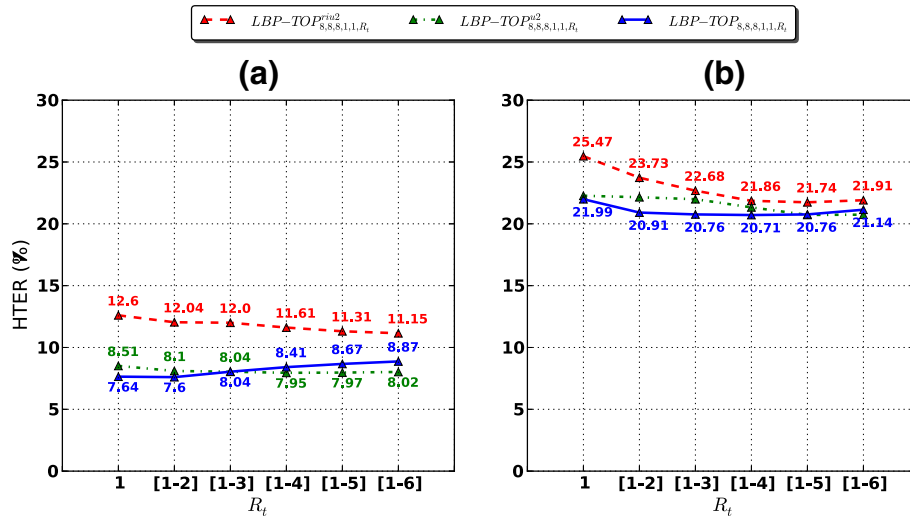 LBP−TOP^{riu2}_{8,8,8,1,1,R_t} LBP−TOP^{u2}_{8,8,8,1,1,R_t} LBP−TOP_{8,8,8,1,1,R_t}
(a) (b)
30 30
25 25
20 20
15 15
10 10
5 5
0 0
HTER (%)
12.6 12.04 12.0 11.61 11.31 11.15
8.51 8.1 8.04 8.41 8.67 8.87
7.64 7.6 8.04 7.95 7.97 8.02
25.47 23.73 22.68 21.86 21.74 21.91
21.99 20.91 20.76 20.71 20.76 21.14
1 [1-2] [1-3] [1-4] [1-5] [1-6] 1 [1-2] [1-3] [1-4] [1-5] [1-6]
R_t R_t